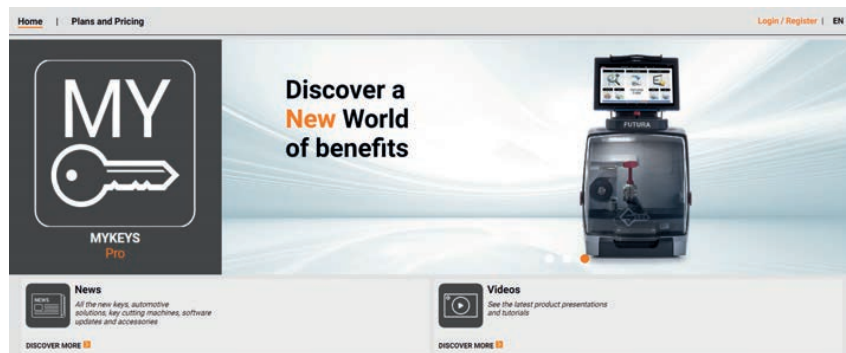 Home | Plans and Pricing
Login / Register | EN
MY
MYKEYS
Pro
Discover a
New World
of benefits
FUTURA
NEWS
News
All the new keys, automotive
solutions, key cutting machines, software
updates and accessories
DISCOVER MORE
Videos
See the latest product presentations
and tutorials
DISCOVER MORE